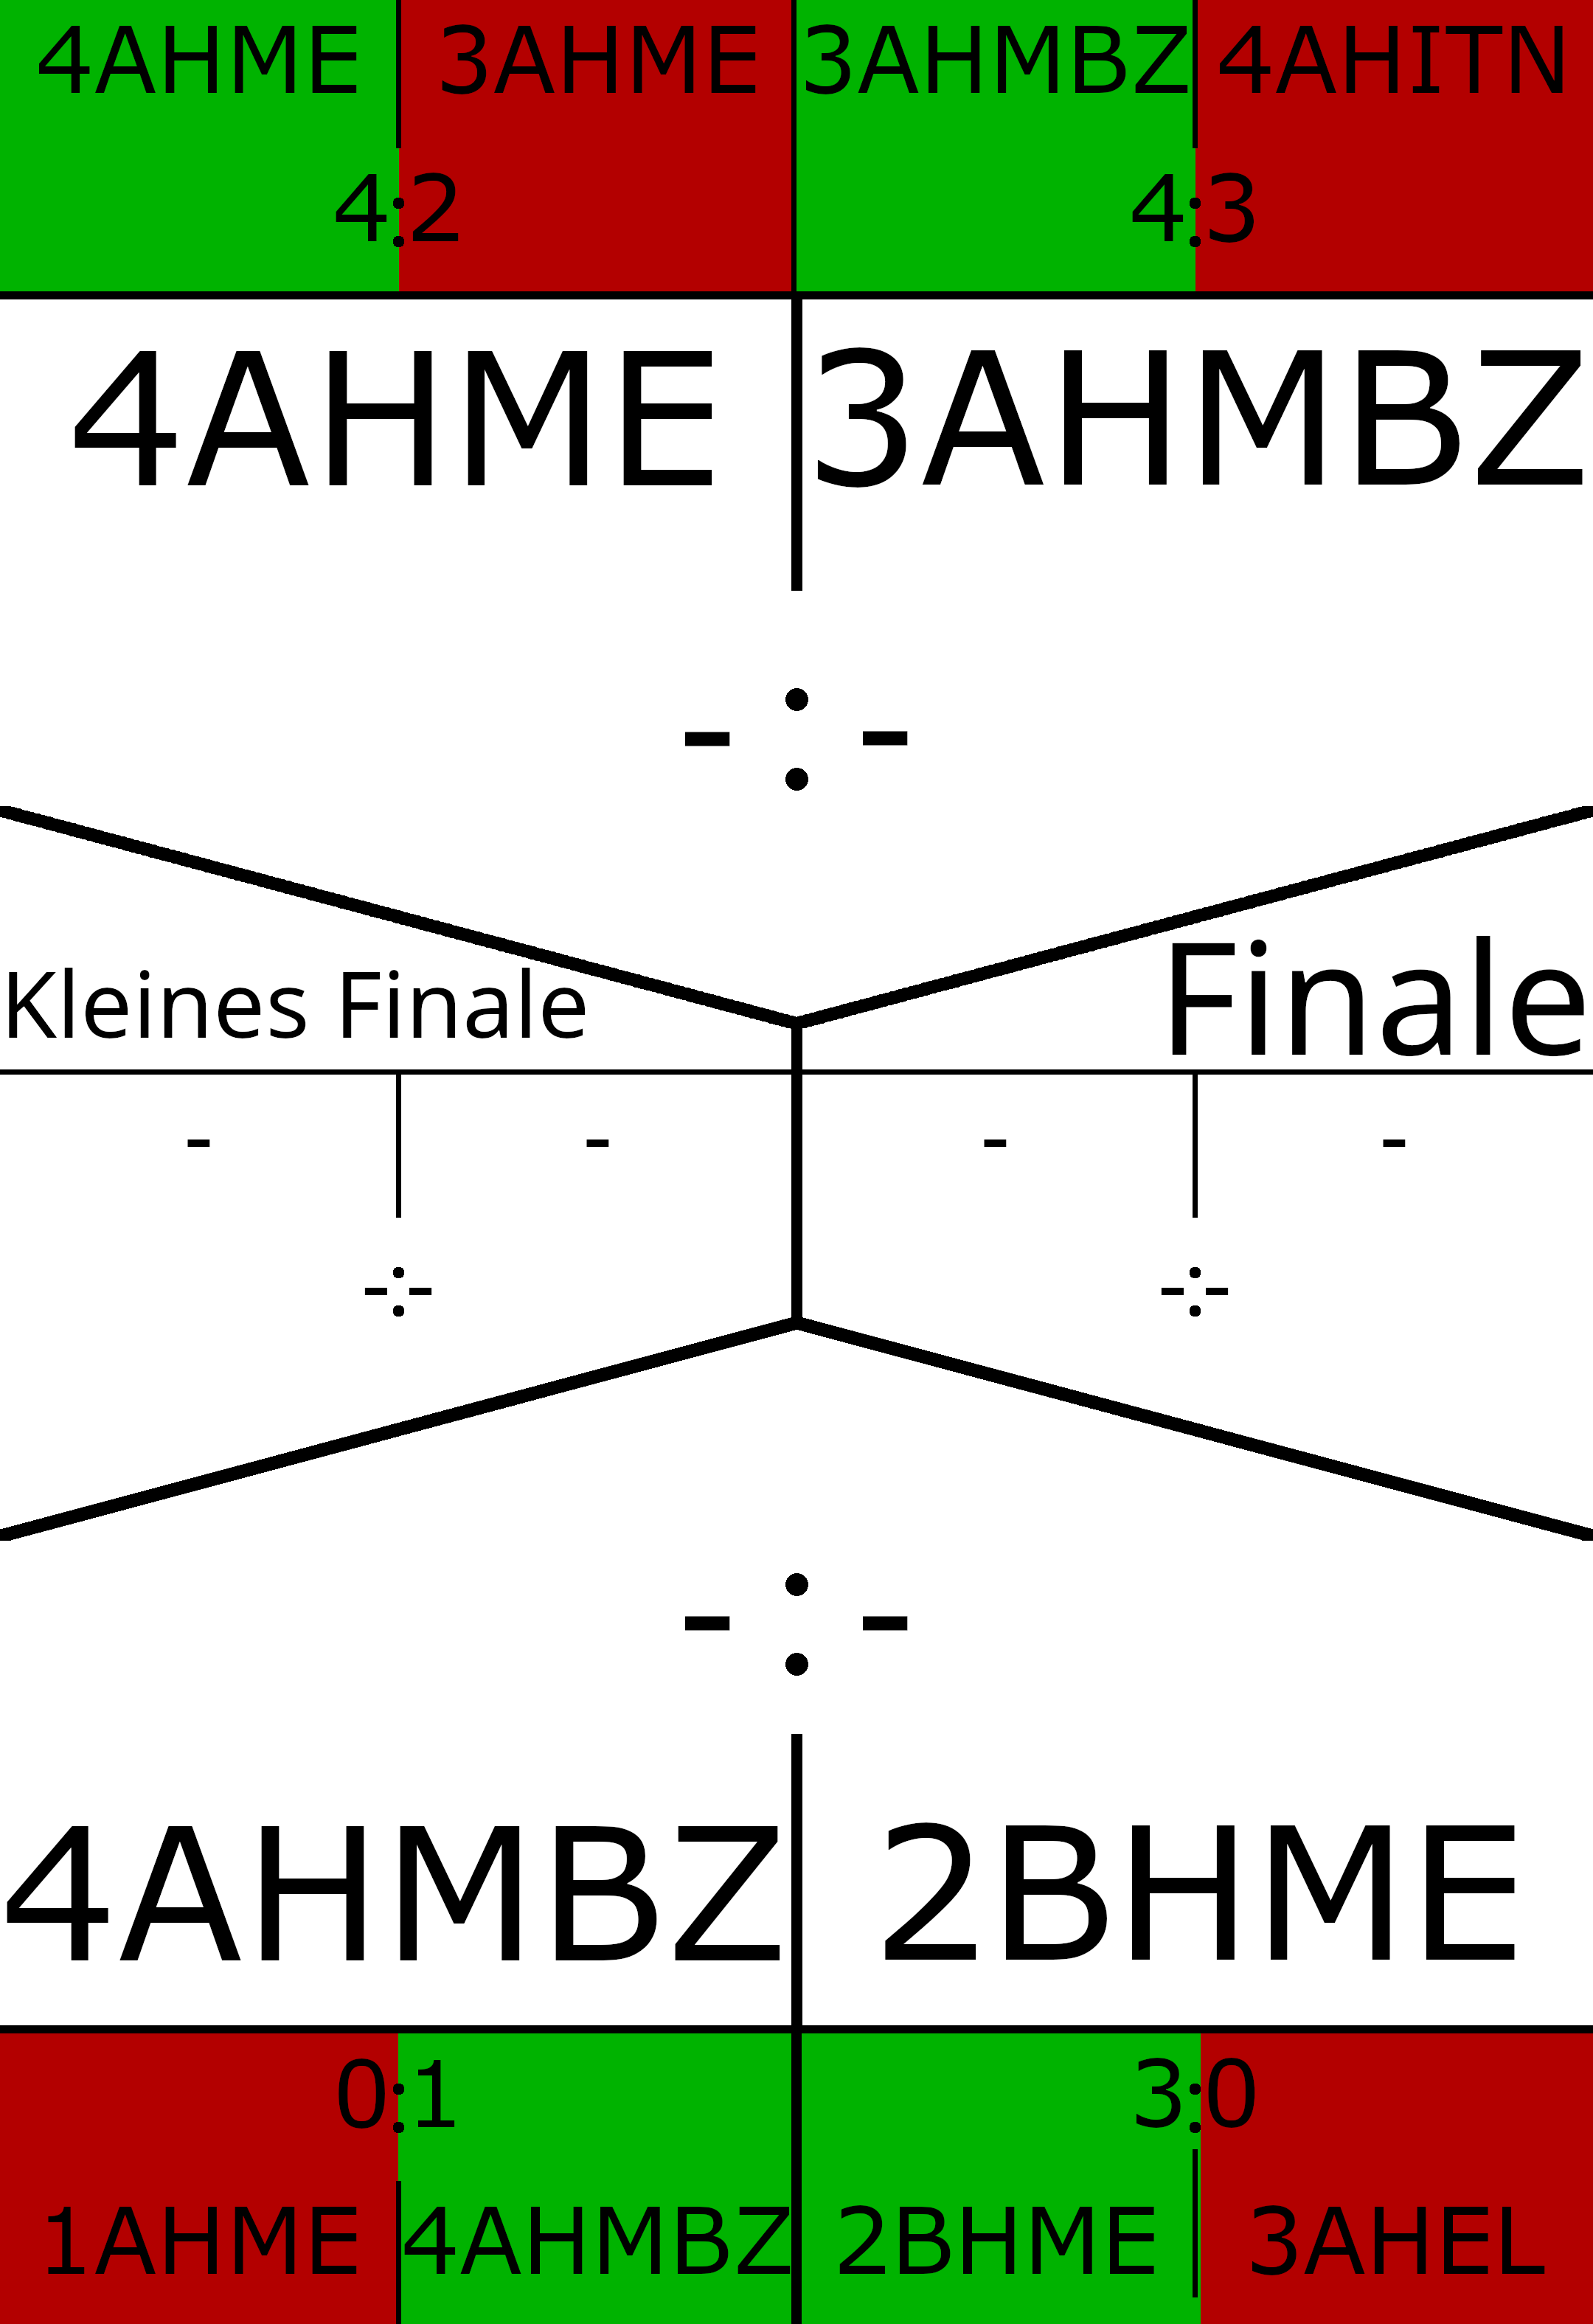 4AHME 3AHME 3AHMBZ 4AHITN
4:2 4:3
4AHME 3AHMBZ
- : -
Kleines Finale Finale
- - - -
-:- -:-
- : -
4AHMBZ 2BHME
0:1 3:0
1AHME 4AHMBZ 2BHME 3AHEL